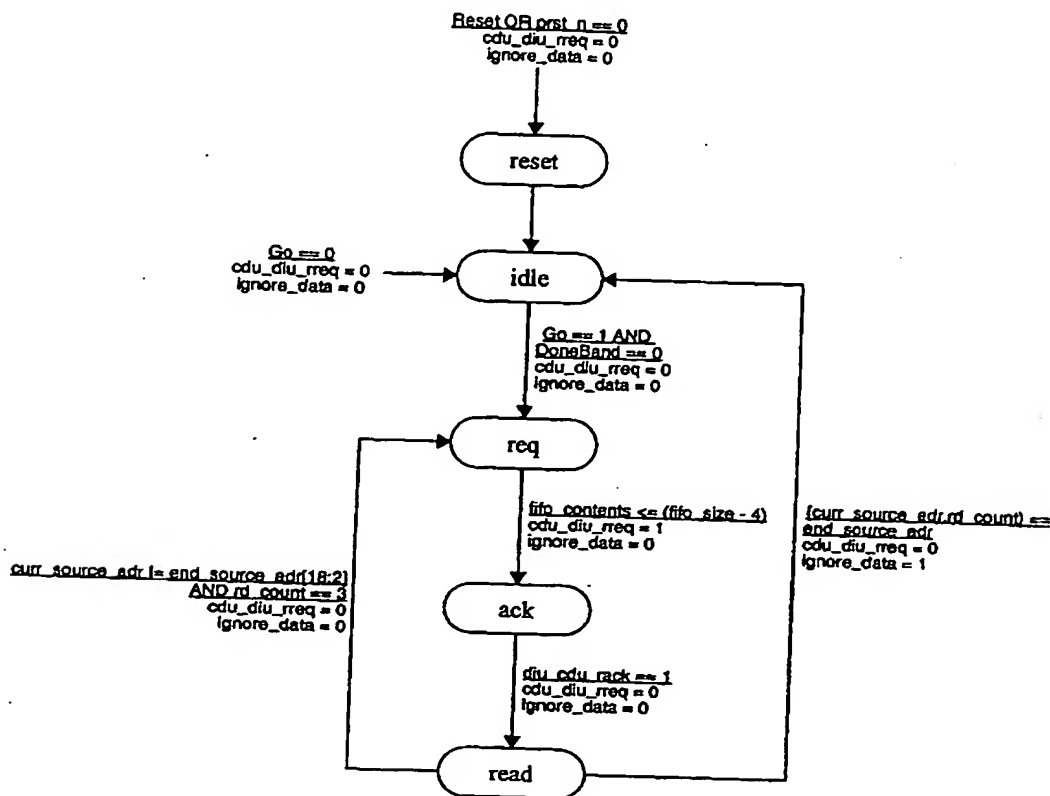 Reset OR prst_n == 0
cdu_diu_rreq = 0
ignore_data = 0
reset
Go == 0
cdu_diu_rreq = 0
ignore_data = 0
idle
Go == 1 AND
DoneBand == 0
cdu_diu_rreq = 0
ignore_data = 0
req
fifo_contents <= (fifo_size - 4)
cdu_diu_rreq = 1
ignore_data = 0
{curr_source_adr,rd_count} ==
end_source_adr
cdu_diu_rreq = 0
ignore_data = 1
curr_source_adr != end_source_adr[18:2]
AND rd_count == 3
cdu_diu_rreq = 0
ignore_data = 0
ack
diu_cdu_rack == 1
cdu_diu_rreq = 0
ignore_data = 0
read